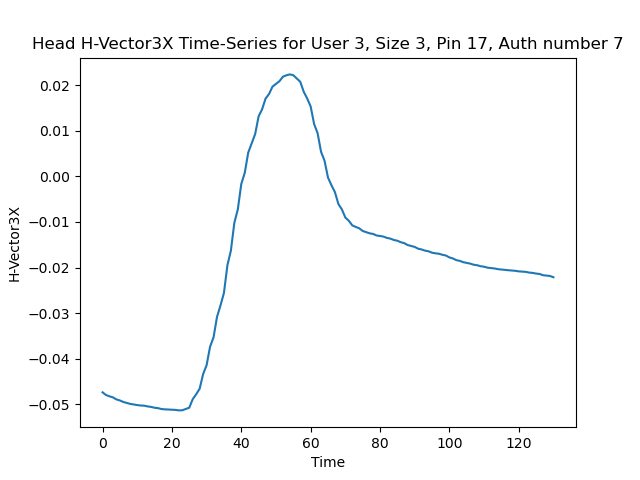 Head H-Vector3X Time-Series for User 3, Size 3, Pin 17, Auth number 7
0.02
0.01
0.00
−0.01
−0.02
−0.03
−0.04
−0.05
H-Vector3X
0 20 40 60 80 100 120
Time